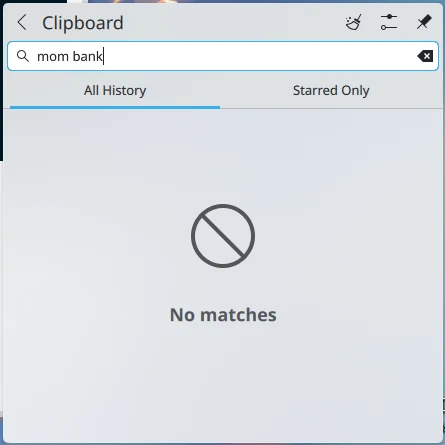 Clipboard
mom bank
All History
Starred Only
No matches